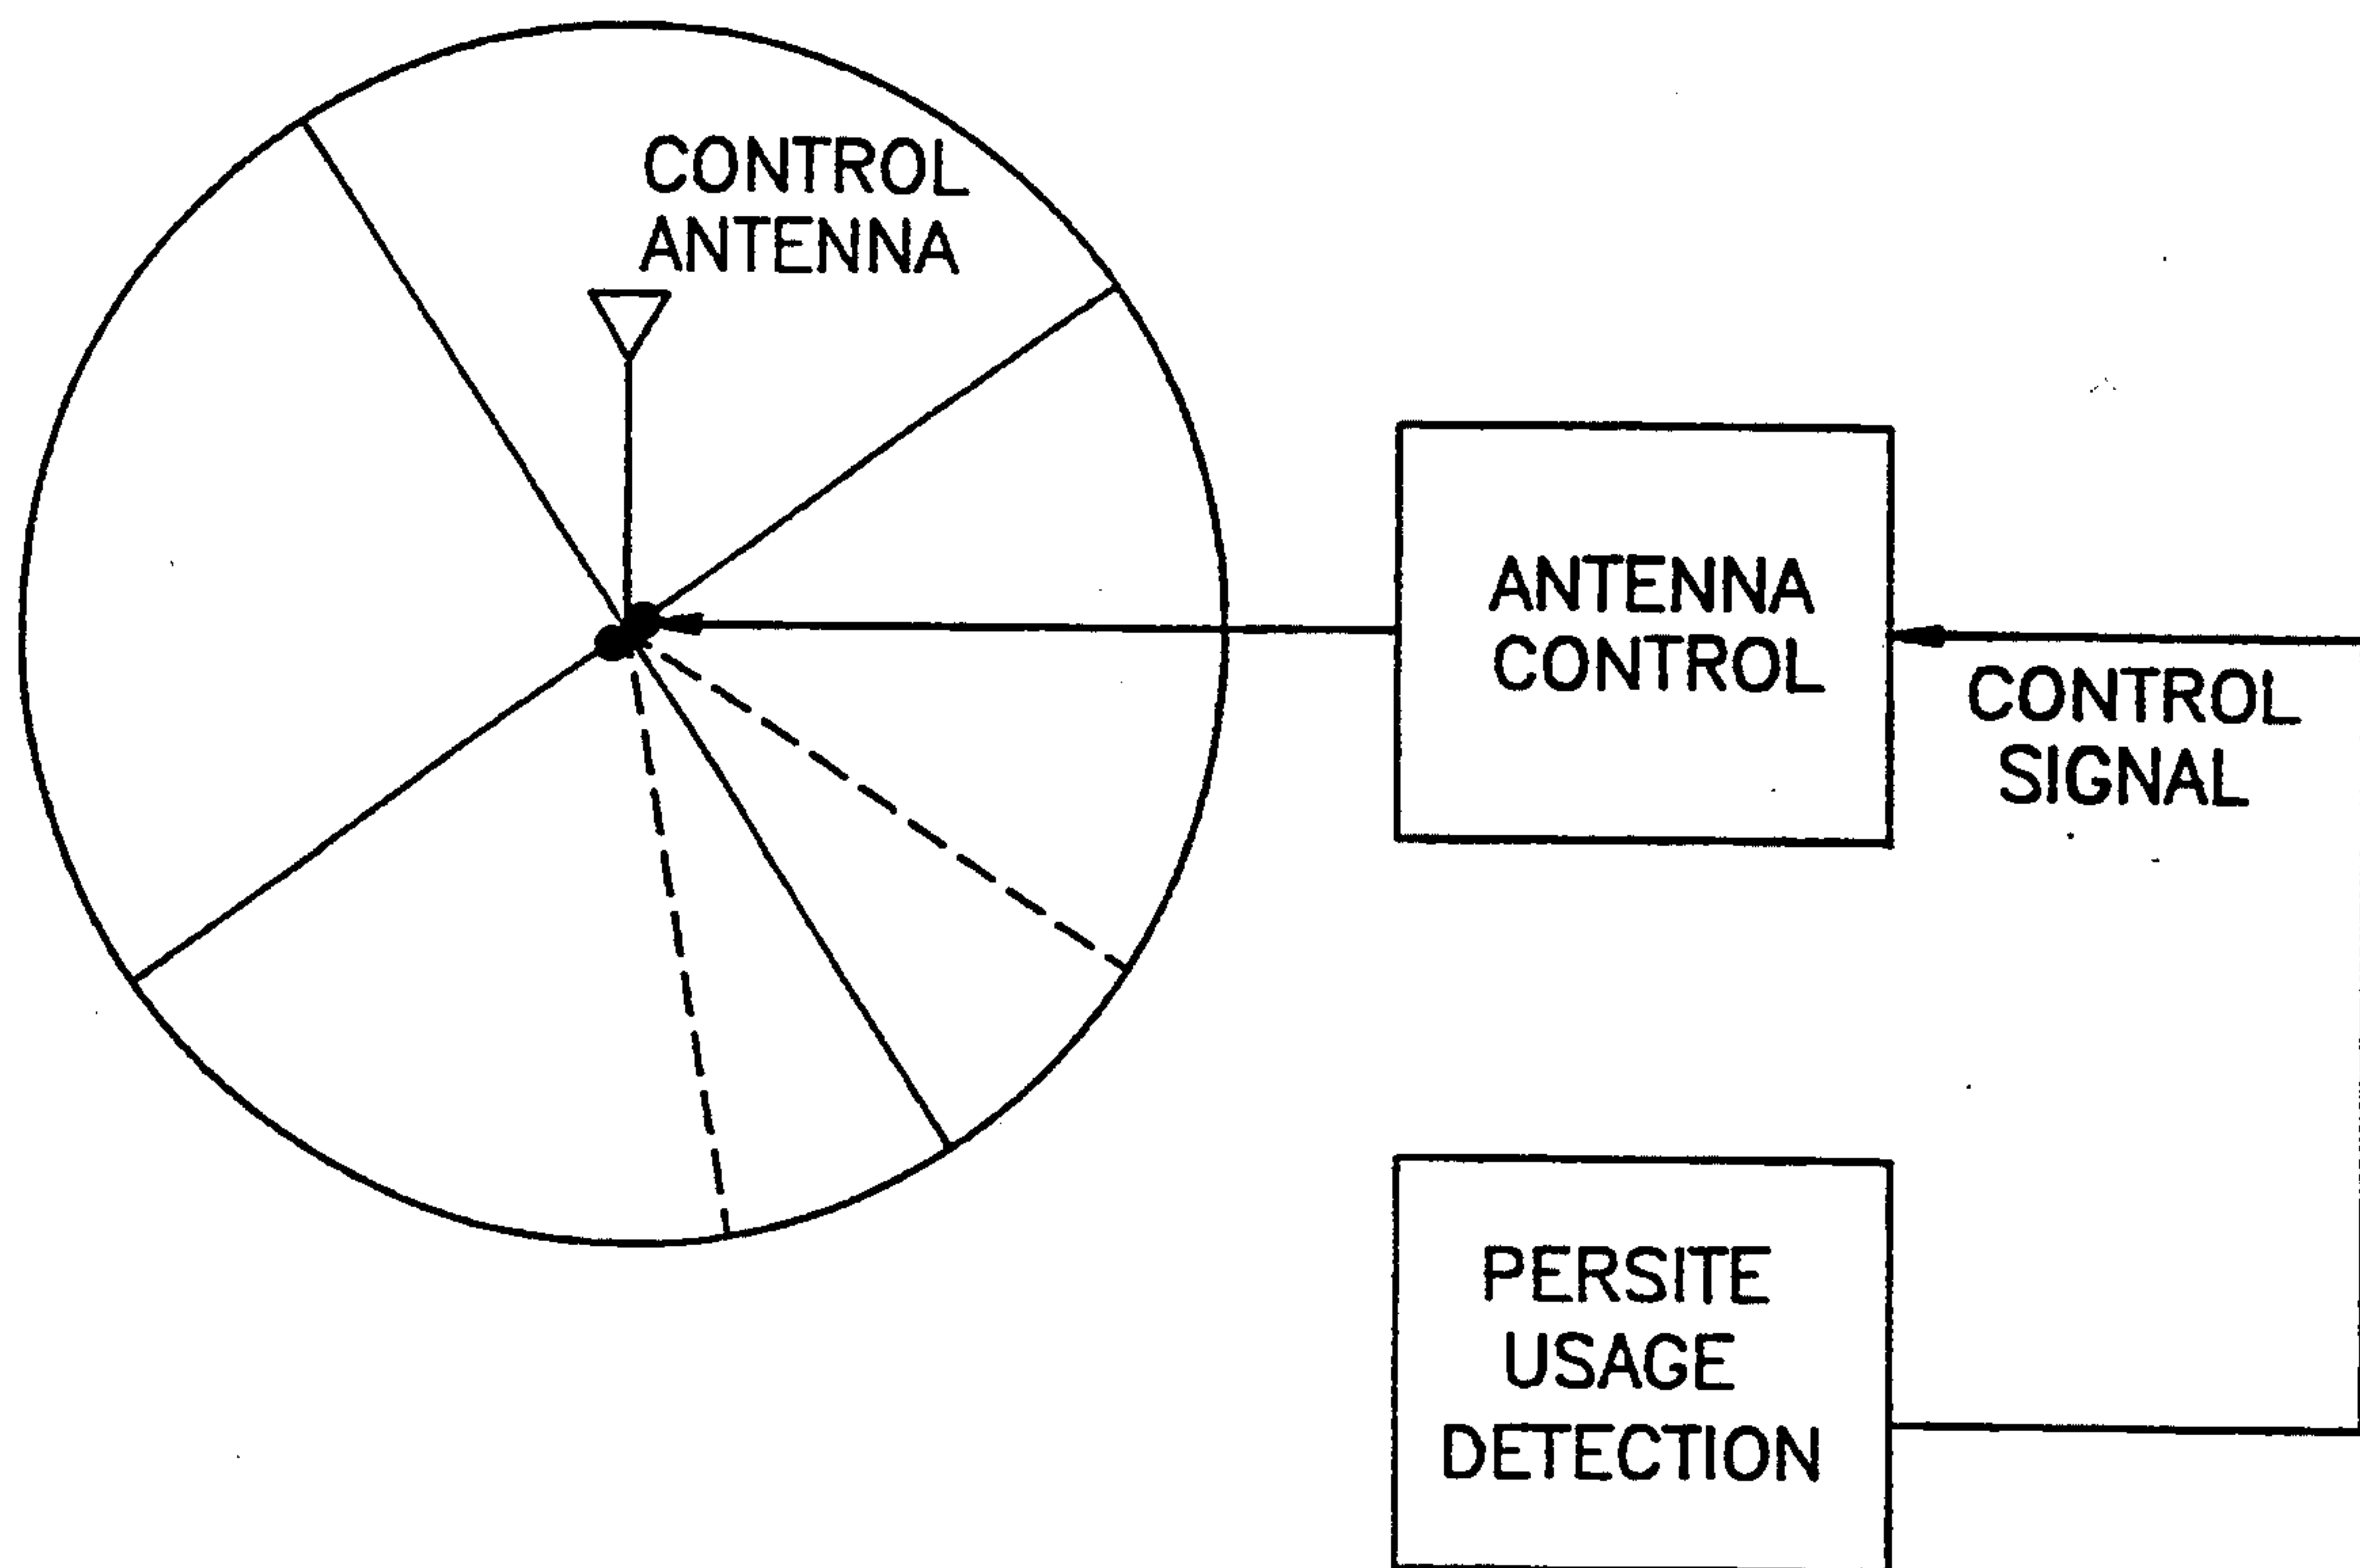 CONTROL
ANTENNA
ANTENNA
CONTROL
CONTROL
SIGNAL
PERSITE
USAGE
DETECTION